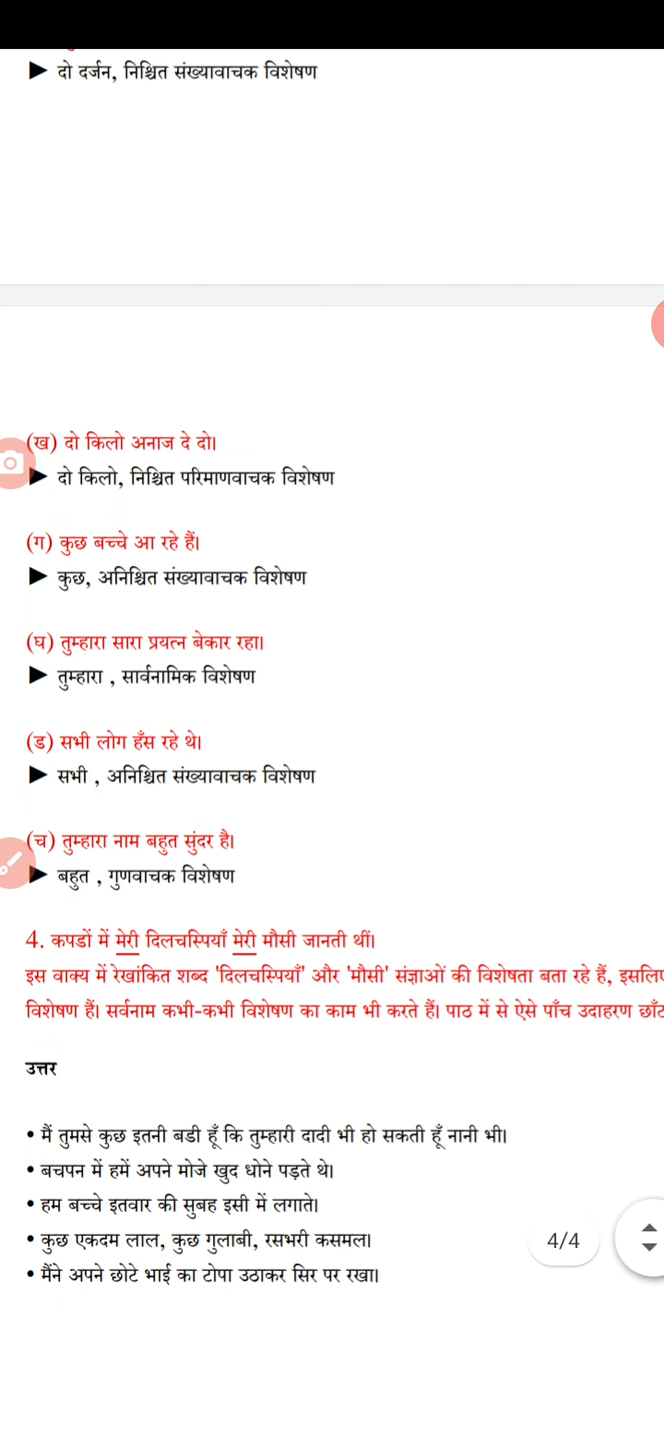 ▶ दो दर्जन, निश्चित संख्यावाचक विशेषण
(ख) दो किलो अनाज दे दो।
▶ दो किलो, निश्चित परिमाणवाचक विशेषण
(ग) कुछ बच्चे आ रहे हैं।
▶ कुछ, अनिश्चित संख्यावाचक विशेषण
(घ) तुम्हारा सारा प्रयत्न बेकार रहा।
▶ तुम्हारा , सार्वनामिक विशेषण
(ड) सभी लोग हँस रहे थे।
▶ सभी , अनिश्चित संख्यावाचक विशेषण
(च) तुम्हारा नाम बहुत सुंदर है।
▶ बहुत , गुणवाचक विशेषण
4. कपडों में मेरी दिलचस्पियाँ मेरी मौसी जानती थीं।
इस वाक्य में रेखांकित शब्द 'दिलचस्पियाँ' और 'मौसी' संज्ञाओं की विशेषता बता रहे हैं,
विशेषण हैं। सर्वनाम कभी-कभी विशेषण का काम भी करते हैं। पाठ में से ऐसे पाँच उदाहरण
उत्तर
• मैं तुमसे कुछ इतनी बडी हूँ कि तुम्हारी दादी भी हो सकती हूँ नानी भी।
• बचपन में हमें अपने मोजे खुद धोने पड़ते थे।
• हम बच्चे इतवार की सुबह इसी में लगाते।
• कुछ एकदम लाल, कुछ गुलाबी, रसभरी कसमल।
4/4
• मैंने अपने छोटे भाई का टोपा उठाकर सिर पर रखा।